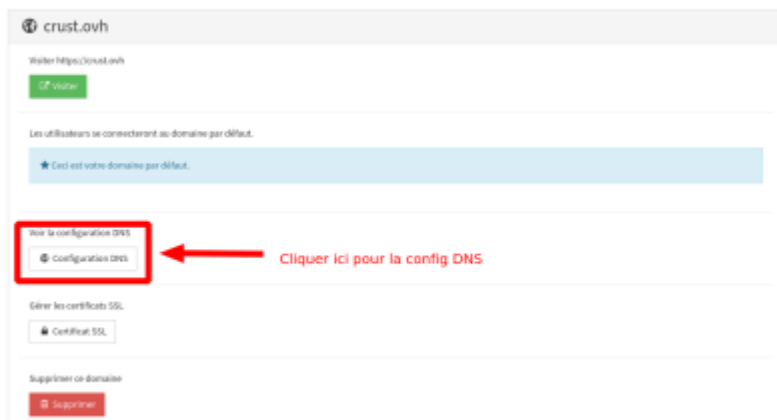 crust.ovh
Visiter https://crust.ovh
Visiter
Les utilisateurs se connecteront au domaine par défaut.
Ceci est votre domaine par défaut.
Voir la configuration DNS
Configuration DNS
Cliquer ici pour la config DNS
Gérer les certificats SSL.
Certificat SSL
Supprimer ce domaine
Supprimer